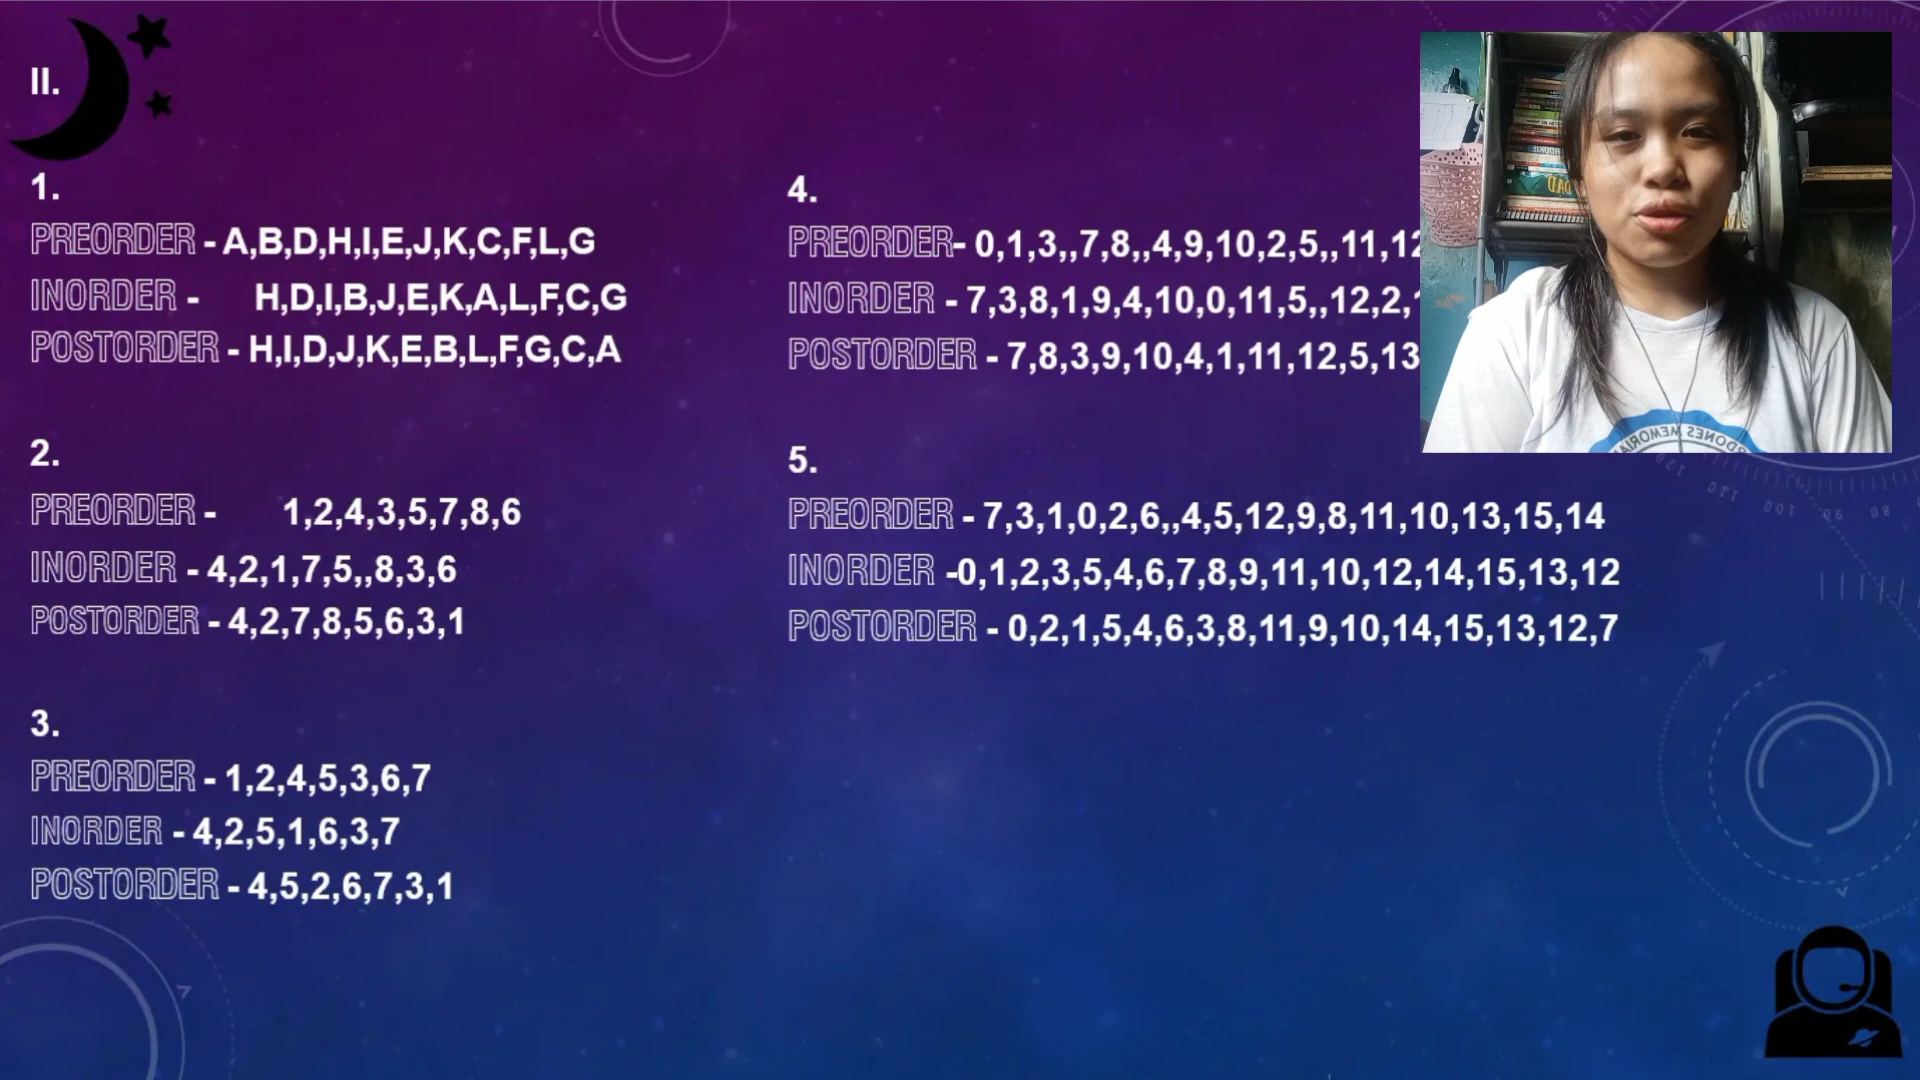 II.
1.
PREORDER - A,B,D,H,I,E,J,K,C,F,L,G
INORDER - H,D,I,B,J,E,K,A,L,F,C,G
POSTORDER - H,I,D,J,K,E,B,L,F,G,C,A
2.
PREORDER - 1,2,4,3,5,7,8,6
INORDER - 4,2,1,7,5,,8,3,6
POSTORDER - 4,2,7,8,5,6,3,1
3.
PREORDER - 1,2,4,5,3,6,7
INORDER - 4,2,5,1,6,3,7
POSTORDER - 4,5,2,6,7,3,1
4.
PREORDER- 0,1,3,,7,8,,4,9,10,2,5,,11,12
INORDER - 7,3,8,1,9,4,10,0,11,5,,12,2,
POSTORDER - 7,8,3,9,10,4,1,11,12,5,13
5.
PREORDER - 7,3,1,0,2,6,,4,5,12,9,8,11,10,13,15,14
INORDER -0,1,2,3,5,4,6,7,8,9,11,10,12,14,15,13,12
POSTORDER - 0,2,1,5,4,6,3,8,11,9,10,14,15,13,12,7
120
110
100
90
80